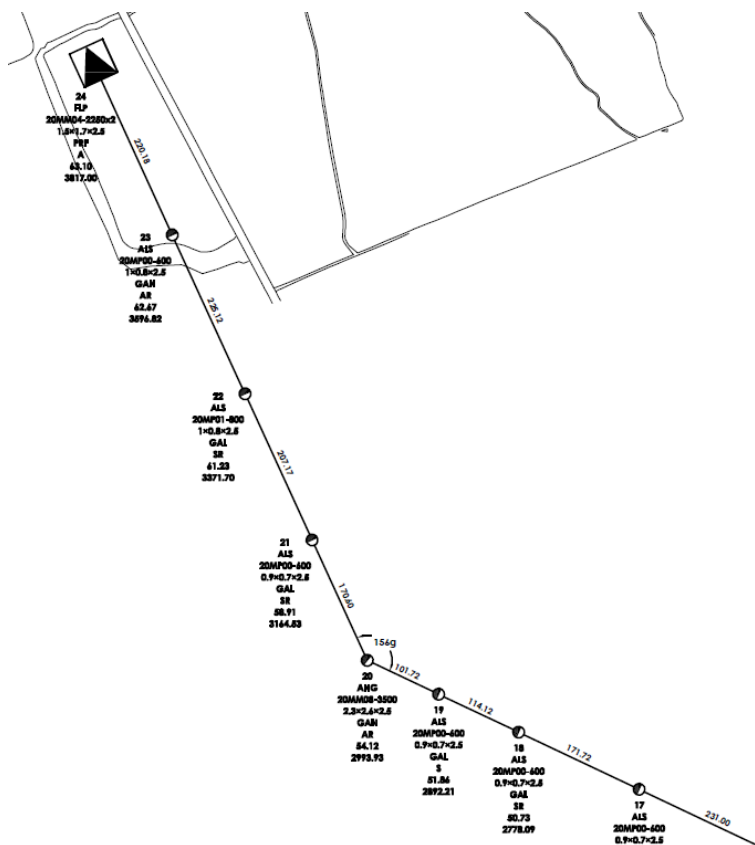 24
FLP
20MM04-2250x2
1.5×1.7×2.5
PRF
A
63.10
3817.00
220.18
23
ALS
20MP00-600
1×0.8×2.5
GAN
AR
62.67
3596.82
225.12
22
ALS
20MP01-800
1×0.8×2.5
GAL
SR
61.23
3371.70
207.17
21
ALS
20MP00-600
0.9×0.7×2.5
GAL
SR
58.91
3164.53
170.60
156g
20
ANG
20MM08-3500
2.3×2.6×2.5
GAN
AR
54.12
2993.93
101.72
19
ALS
20MP00-600
0.9×0.7×2.5
GAL
S
51.86
2892.21
114.12
18
ALS
20MP00-600
0.9×0.7×2.5
GAL
SR
50.73
2778.09
171.72
17
ALS
20MP00-600
0.9×0.7×2.5
231.00